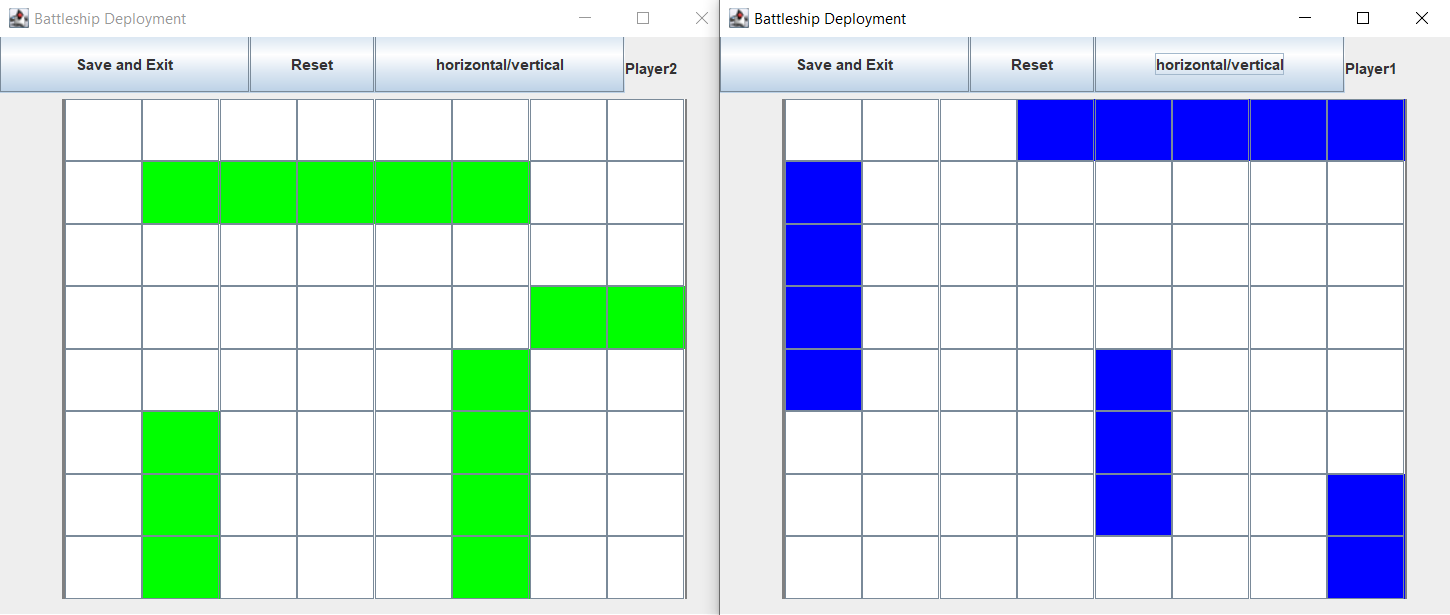 Battleship Deployment
Save and Exit Reset horizontal/vertical Player2
Battleship Deployment
Save and Exit Reset horizontal/vertical Player1